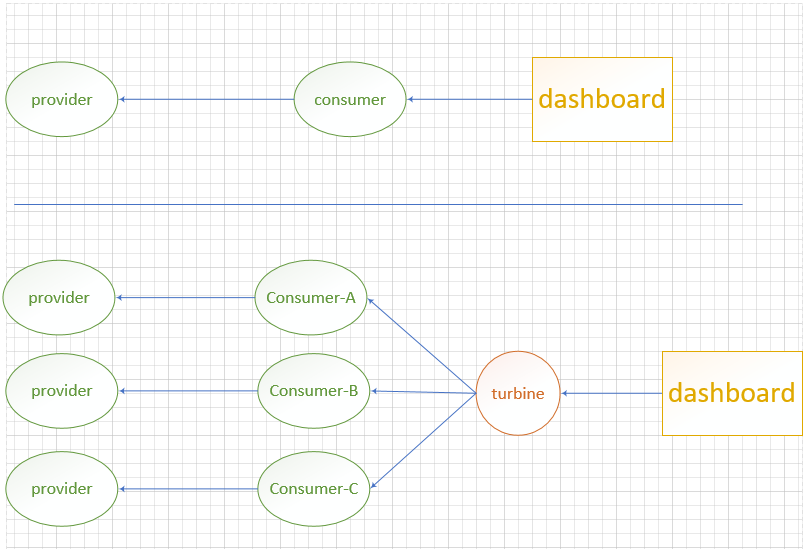 provider
consumer
dashboard
provider
Consumer-A
provider
Consumer-B
turbine
dashboard
provider
Consumer-C